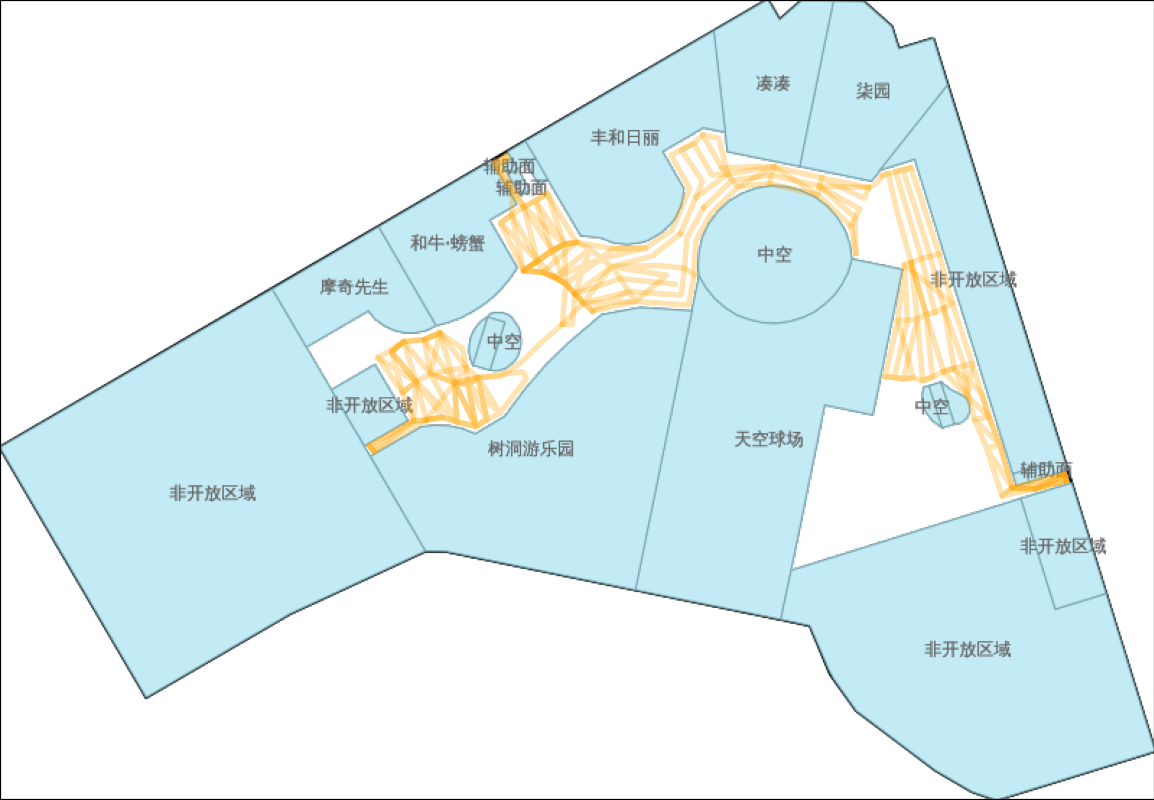 凑凑
柒园
丰和日丽
辅助面
辅助面
和牛·螃蟹
中空
非开放区域
摩奇先生
中空
非开放区域
中空
天空球场
树洞游乐园
辅助面
非开放区域
非开放区域
非开放区域